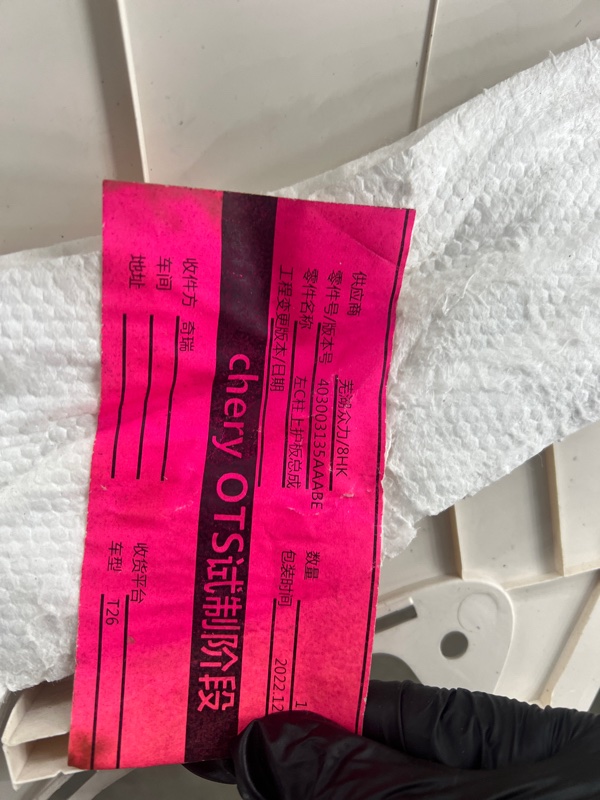 供应商 芜湖众力/8HK
零件号/版本号 403003135AAABE
零件名称 左C柱上护板总成 数量 1
工程变更版本/日期 包装时间 2022.12
chery OTS试制阶段
收件方 奇瑞
车间 收货平台
地址 车型 T26